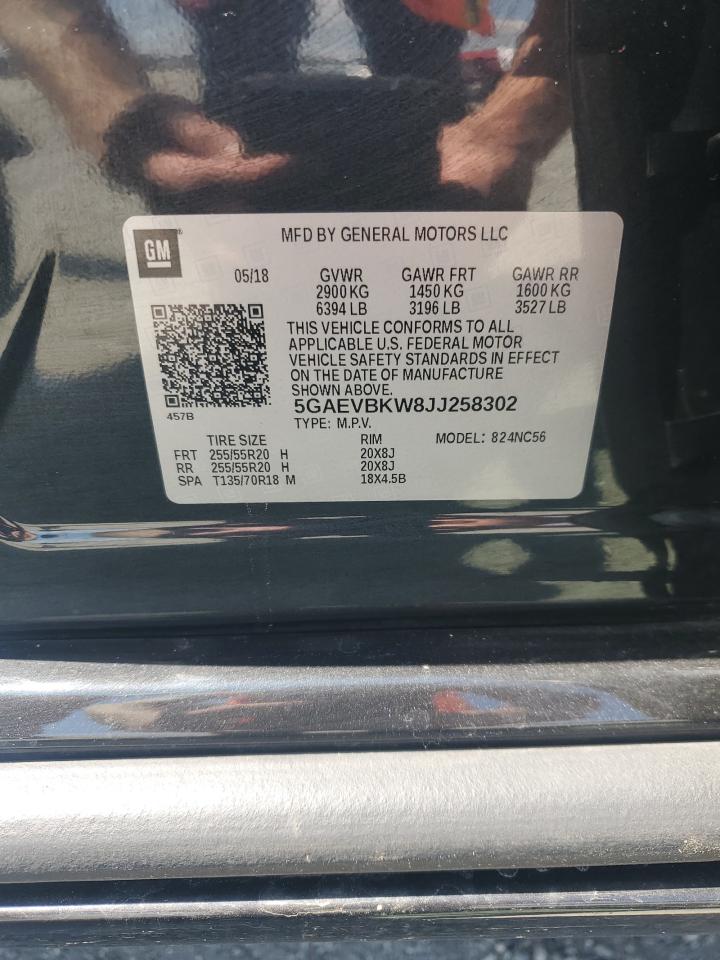 GM
MFD BY GENERAL MOTORS LLC
05/18 GVWR GAWR FRT GAWR RR
2900 KG 1450 KG 1600 KG
6394 LB 3196 LB 3527 LB
THIS VEHICLE CONFORMS TO ALL
APPLICABLE U.S. FEDERAL MOTOR
VEHICLE SAFETY STANDARDS IN EFFECT
ON THE DATE OF MANUFACTURE
SHOWN ABOVE.
457B
5GAEVBKW8JJ258302
TYPE: M.P.V.
TIRE SIZE RIM MODEL: 824NC56
FRT 255/55R20 H 20X8J
RR 255/55R20 H 20X8J
SPA T135/70R18 M 18X4.5B